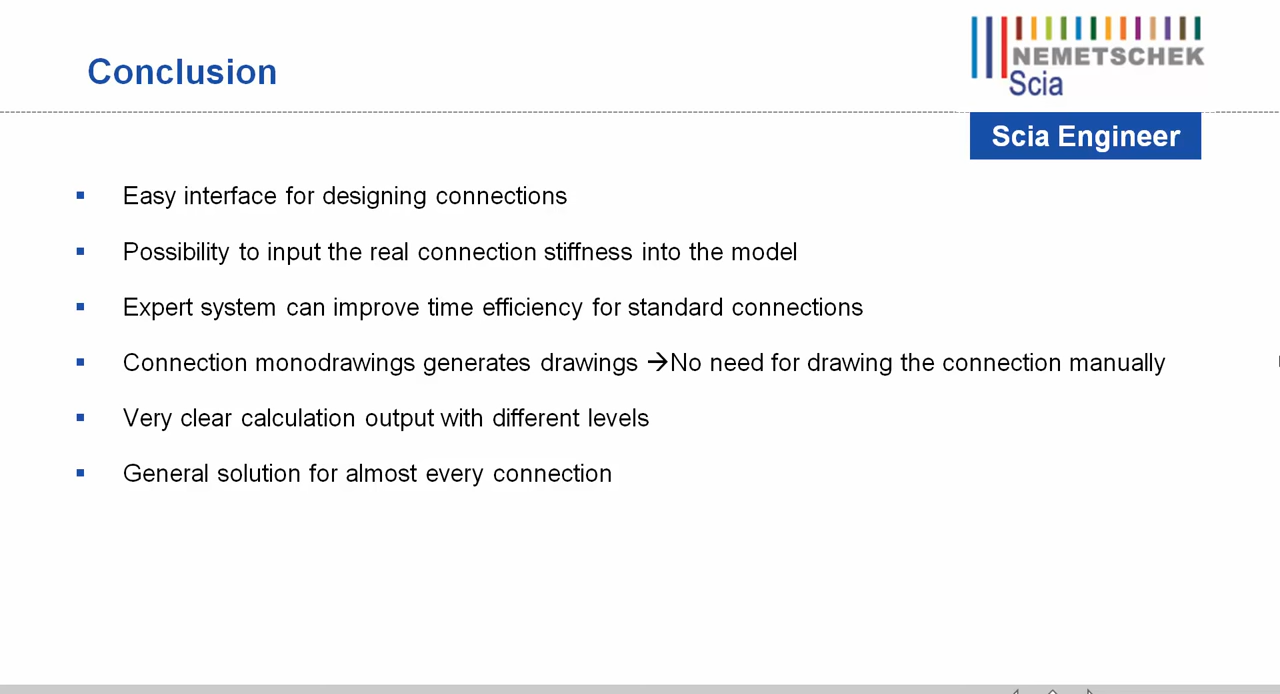 Conclusion
NEMETSCHEK
Scia
Scia Engineer
Easy interface for designing connections
Possibility to input the real connection stiffness into the model
Expert system can improve time efficiency for standard connections
Connection monodrawings generates drawings →No need for drawing the connection manually
Very clear calculation output with different levels
General solution for almost every connection